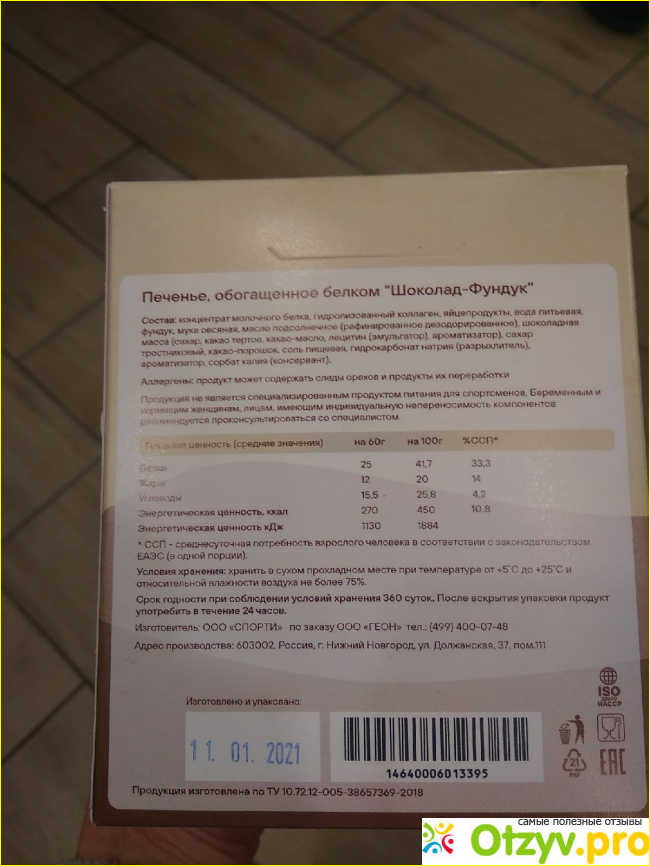 Печенье, обогащенное белком "Шоколад-Фундук"
Состав: концентрат молочного белка, гидролизованный коллаген, яйцепродукты, вода питьевая,
фундук, мука овсяная, масло подсолнечное (рафинированное дезодорированное), шоколадная
масса (сахар, какао тертое, какао-масло, лецитин (эмульгатор), ароматизатор), сахар
тростниковый, какао-порошок, соль пищевая, гидрокарбонат натрия (разрыхлитель),
ароматизатор, сорбат калия (консервант).
Аллергены: продукт может содержать следы орехов и продукты их переработки
Продукция не является специализированным продуктом питания для спортсменов. Беременным и
кормящим женщинам, лицам, имеющим индивидуальную непереносимость компонентов
рекомендуется проконсультироваться со специалистом.
Пищевая ценность (средние значения) на 60г на 100г %ССП*
Белки 25 41,7 33,3
Жиры 12 20 14
Углеводы 15,5 25,8 4,2
Энергетическая ценность, ккал 270 450 10,8
Энергетическая ценность кДж 1130 1884
* ССП - среднесуточная потребность взрослого человека в соответствии с законодательством
ЕАЭС (в одной порции).
Условия хранения: хранить в сухом прохладном месте при температуре от +5°С до +25°С и
относительной влажности воздуха не более 75%.
Срок годности при соблюдении условий хранения 360 суток. После вскрытия упаковки продукт
употребить в течение 24 часов.
Изготовитель: ООО «СПОРТИ» по заказу ООО «ГЕОН» тел.: (499) 400-07-48
Адрес производства: 603002, Россия, г. Нижний Новгород, ул. Должанская, 37, пом.111
ISO
22000
HACCP
Изготовлено и упаковано:
11. 01. 2021
14640006013395
21
PAP
EAC
Продукция изготовлена по ТУ 10.72.12-005-38657369-2018
самые полезные отзывы
Otzyv.pro